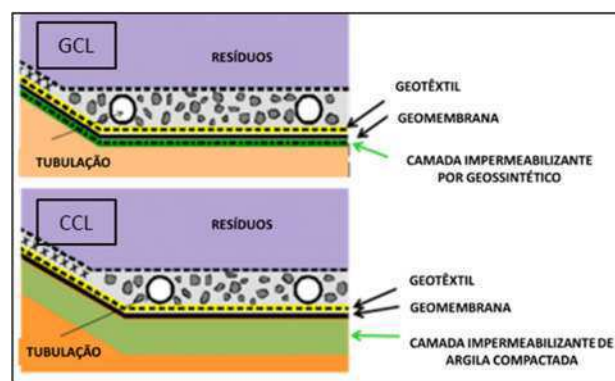 GCL
RESÍDUOS
GEOTÊXTIL
GEOMEMBRANA
TUBULAÇÃO
CAMADA IMPERMEABILIZANTE
POR GEOSSINTÉTICO
CCL
RESÍDUOS
GEOTÊXTIL
GEOMEMBRANA
TUBULAÇÃO
CAMADA IMPERMEABILIZANTE DE
ARGILA COMPACTADA